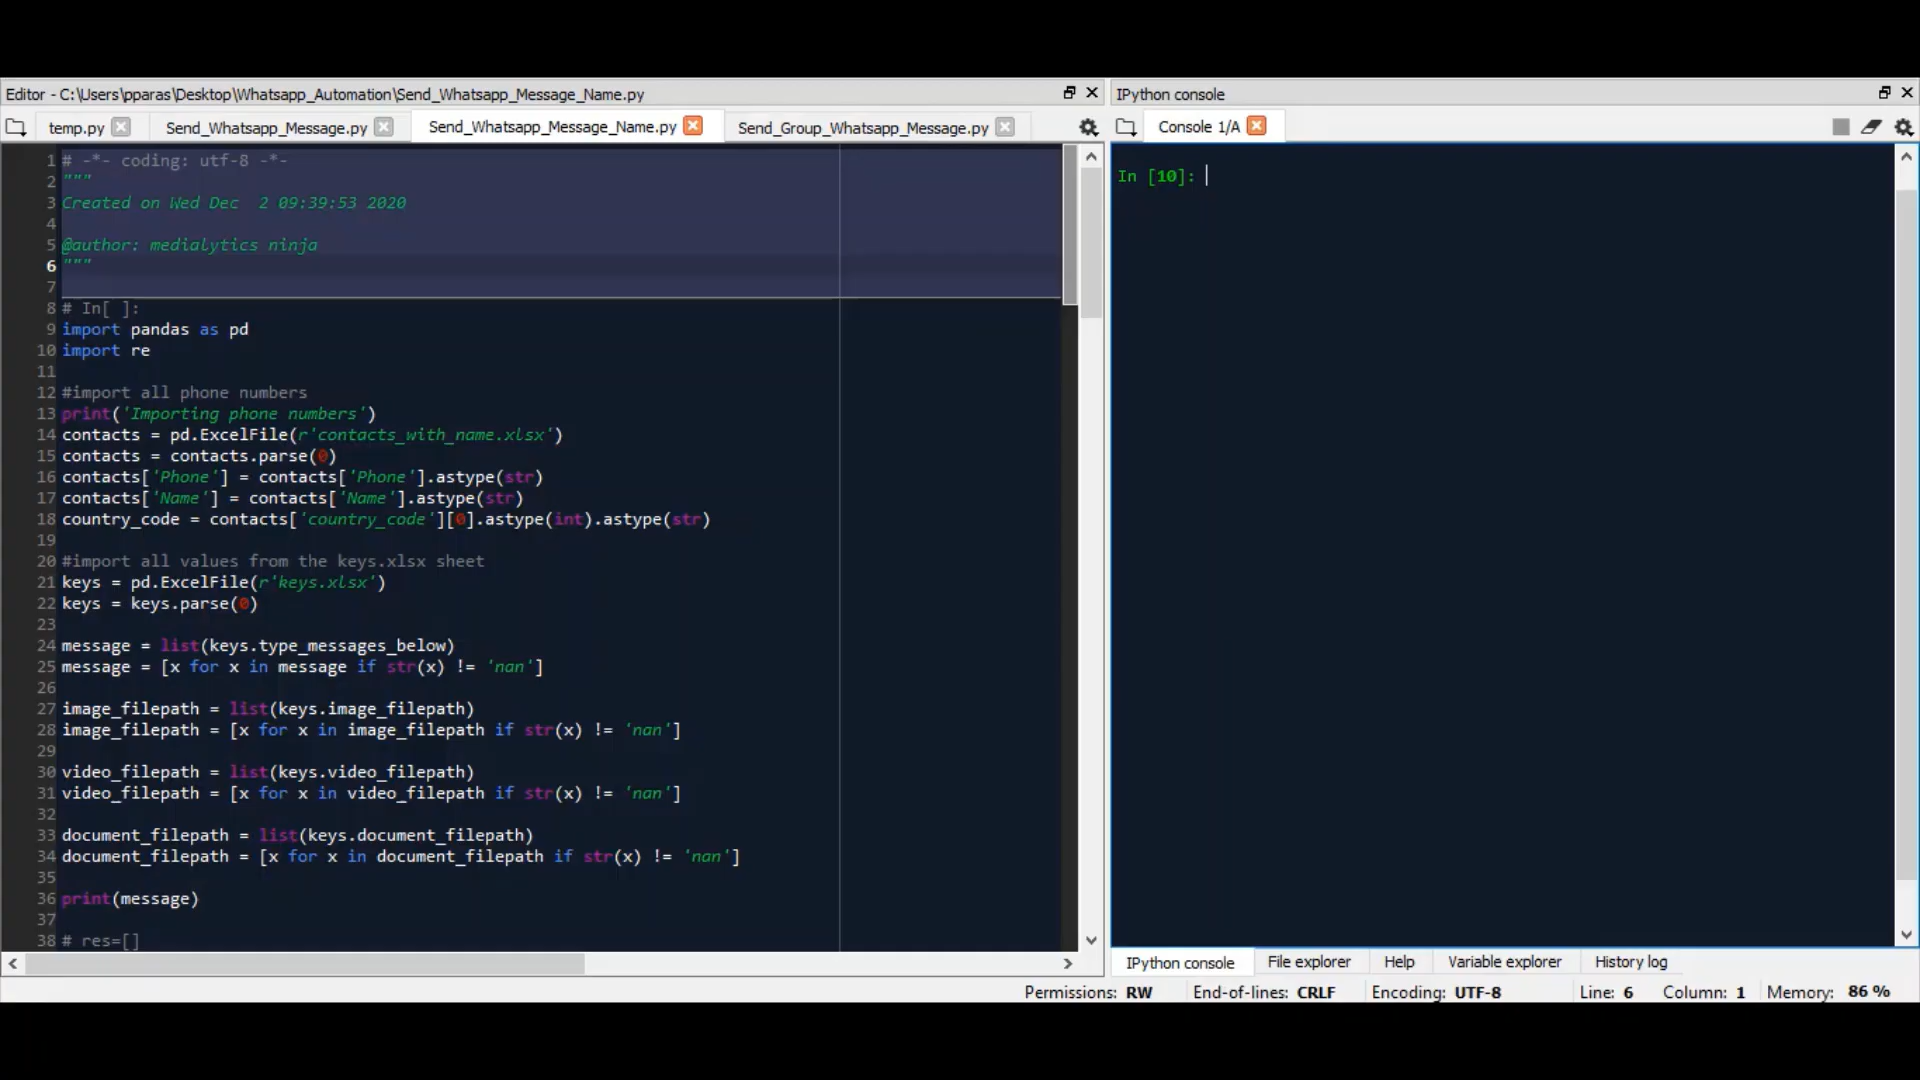 Editor - C:\Users\pparas\Desktop\Whatsapp_Automation\Send_Whatsapp_Message_Name.py
temp.py Send_Whatsapp_Message.py Send_Whatsapp_Message_Name.py Send_Group_Whatsapp_Message.py
1 # -*- coding: utf-8 -*-
2 """
3 Created on Wed Dec  2 09:39:53 2020
4
5 @author: medialytics ninja
6 """
7
8 # In[ ]:
9 import pandas as pd
10 import re
11
12 #import all phone numbers
13 print('Importing phone numbers')
14 contacts = pd.ExcelFile(r'contacts_with_name.xlsx')
15 contacts = contacts.parse(0)
16 contacts['Phone'] = contacts['Phone'].astype(str)
17 contacts['Name'] = contacts['Name'].astype(str)
18 country_code = contacts['country_code'][0].astype(int).astype(str)
19
20 #import all values from the keys.xlsx sheet
21 keys = pd.ExcelFile(r'keys.xlsx')
22 keys = keys.parse(0)
23
24 message = list(keys.type_messages_below)
25 message = [x for x in message if str(x) != 'nan']
26
27 image_filepath = list(keys.image_filepath)
28 image_filepath = [x for x in image_filepath if str(x) != 'nan']
29
30 video_filepath = list(keys.video_filepath)
31 video_filepath = [x for x in video_filepath if str(x) != 'nan']
32
33 document_filepath = list(keys.document_filepath)
34 document_filepath = [x for x in document_filepath if str(x) != 'nan']
35
36 print(message)
37
38 # res=[]
IPython console
Console 1/A
In [10]:
IPython console File explorer Help Variable explorer History log
Permissions: RW End-of-lines: CRLF Encoding: UTF-8 Line: 6 Column: 1 Memory: 86 %